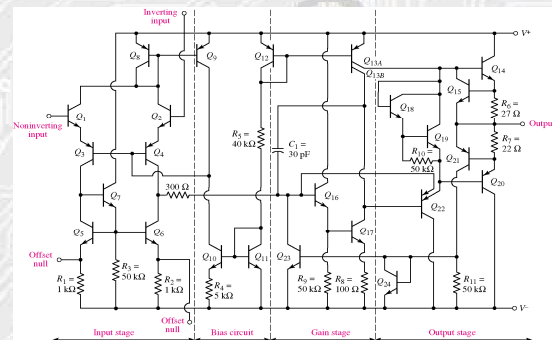 Inverting
input
V+
Q8
Q9
Q12
Q13A
Q13B
Q14
Q15
Q18
R6 =
27 Ω
Q1
Q2
Noninverting
input
R5 =
40 kΩ
C1 =
30 pF
Q19
Output
R7 =
22 Ω
R10 =
50 kΩ
Q21
Q3
Q4
300 Ω
Q20
Q7
Q16
Q22
Q5
Q6
Q17
Offset
null
Q10
Q11
Q23
Q24
R1 =
1 kΩ
R3 =
50 kΩ
R2 =
1 kΩ
R4 =
5 kΩ
R9 =
50 kΩ
R8 =
100 Ω
R11 =
50 kΩ
V−
Offset
null
Input stage
Bias circuit
Gain stage
Output stage